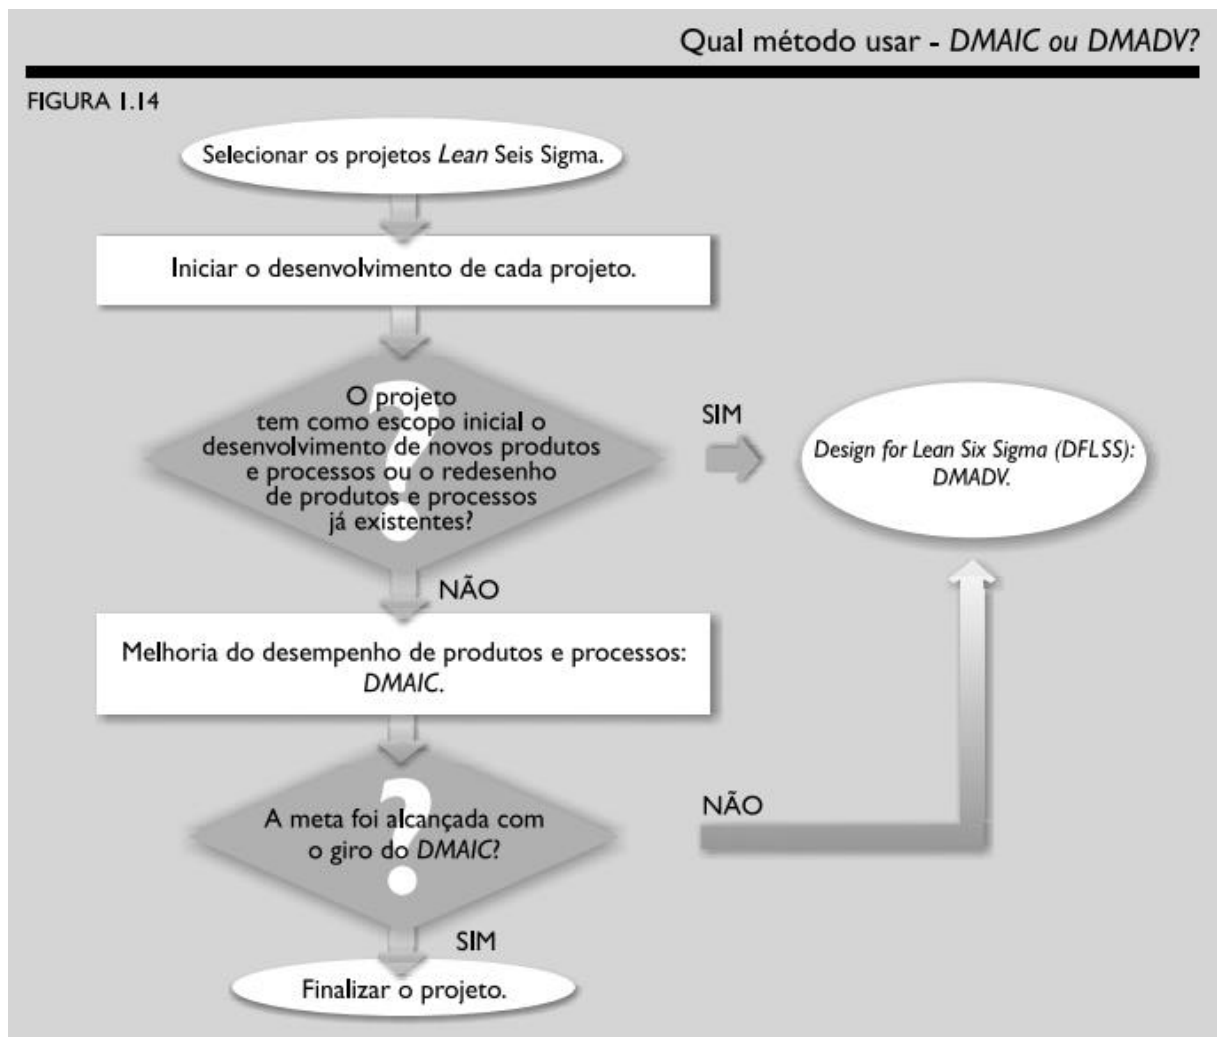 Qual método usar - DMAIC ou DMADV?
FIGURA 1.14
Selecionar os projetos Lean Seis Sigma.
Iniciar o desenvolvimento de cada projeto.
O projeto
tem como escopo inicial o
desenvolvimento de novos produtos
e processos ou o redesenho
de produtos e processos
já existentes?
SIM
Design for Lean Six Sigma (DFLSS):
DMADV.
NÃO
Melhoria do desempenho de produtos e processos:
DMAIC.
A meta foi alcançada com
o giro do DMAIC?
NÃO
SIM
Finalizar o projeto.